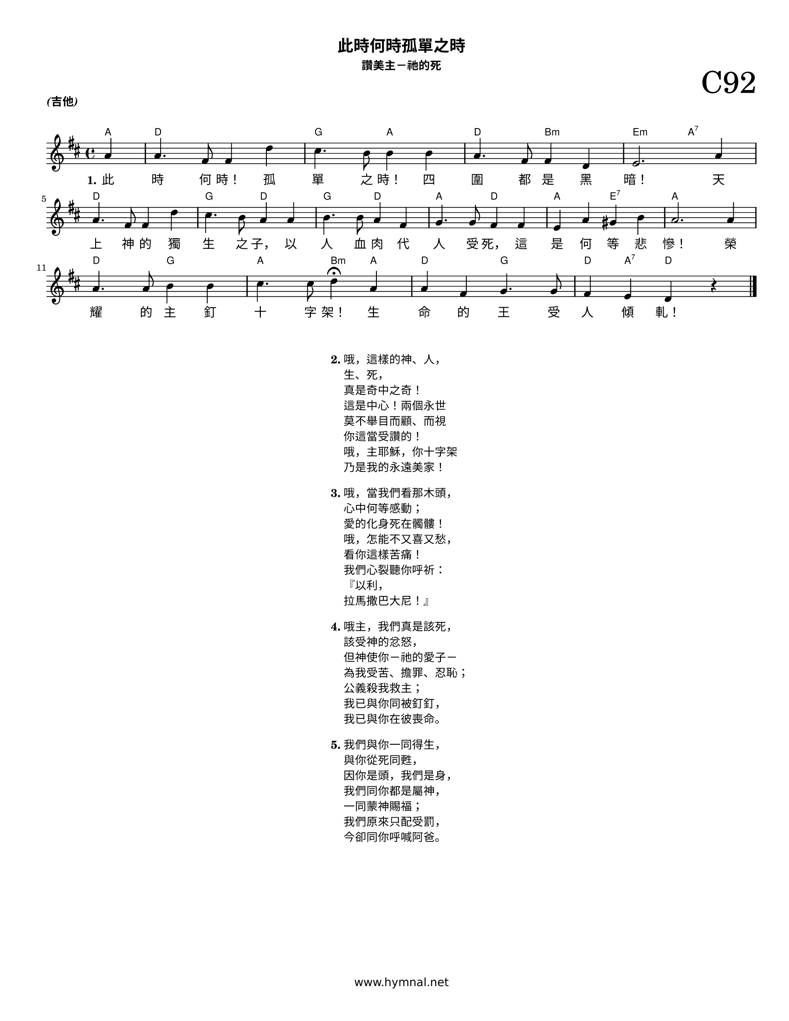 此時何時孤單之時
讚美主－祂的死
C92
(吉他)
A D G A D Bm Em A7
1. 此 時 何 時！ 孤 單 之 時！ 四 圍 都 是 黑 暗！ 天
5
D G D G D A D A E7 A
上 神 的 獨 生 之 子， 以 人 血 肉 代 人 受 死， 這 是 何 等 悲 慘！ 榮
11
D G A Bm A D G D A7 D
耀 的 主 釘 十 字 架！ 生 命 的 王 受 人 傾 軋！
2. 哦，這樣的神、人，
生、死，
真是奇中之奇！
這是中心！兩個永世
莫不舉目而顧、而視
你這當受讚的！
哦，主耶穌，你十字架
乃是我的永遠美家！
3. 哦，當我們看那木頭，
心中何等感動；
愛的化身死在髑髏！
哦，怎能不又喜又愁，
看你這樣苦痛！
我們心裂聽你呼祈：
『以利，
拉馬撒巴大尼！』
4. 哦主，我們真是該死，
該受神的忿怒，
但神使你－祂的愛子－
為我受苦、擔罪、忍恥；
公義殺我救主；
我已與你同被釘釘，
我已與你在彼喪命。
5. 我們與你一同得生，
與你從死同甦，
因你是頭，我們是身，
我們同你都是屬神，
一同蒙神賜福；
我們原來只配受罰，
今卻同你呼喊阿爸。
www.hymnal.net